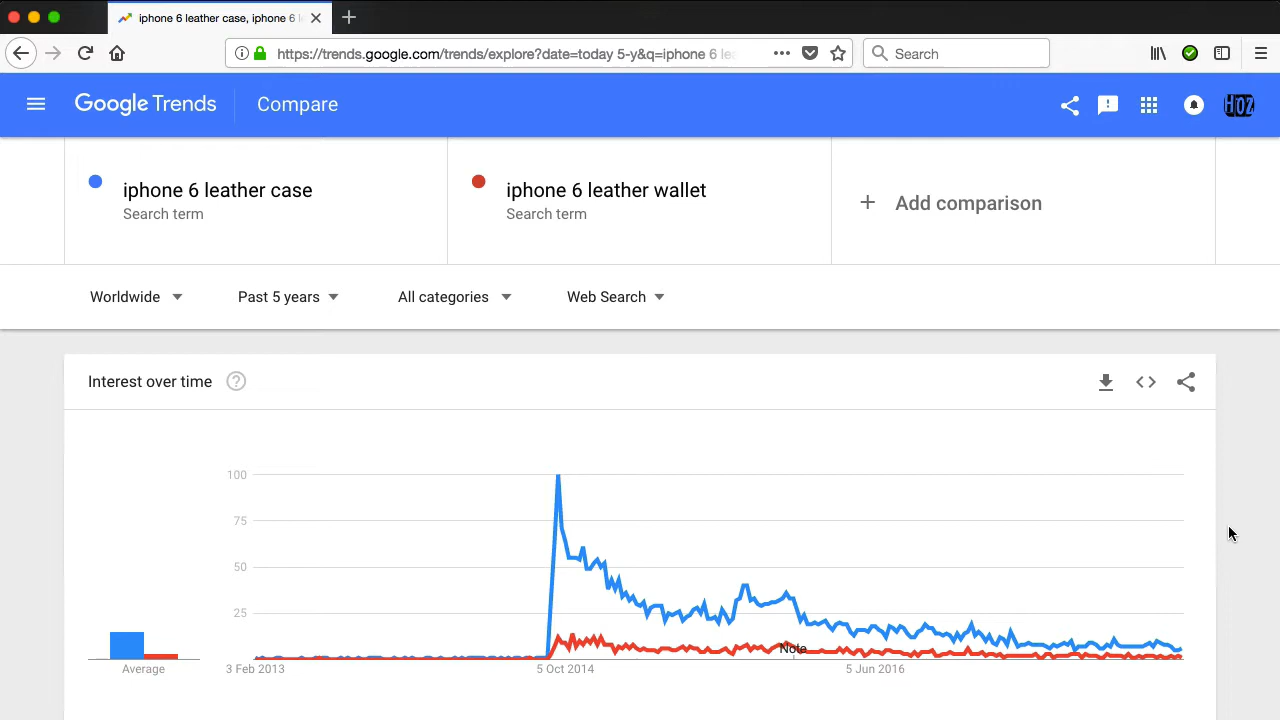 iphone 6 leather case, iphone 6 l
https://trends.google.com/trends/explore?date=today 5-y&q=iphone 6 lea
Search
Google Trends
Compare
HOZ
iphone 6 leather case
Search term
iphone 6 leather wallet
Search term
+ Add comparison
Worldwide
Past 5 years
All categories
Web Search
Interest over time
100
75
50
25
Note
Average
3 Feb 2013
5 Oct 2014
5 Jun 2016